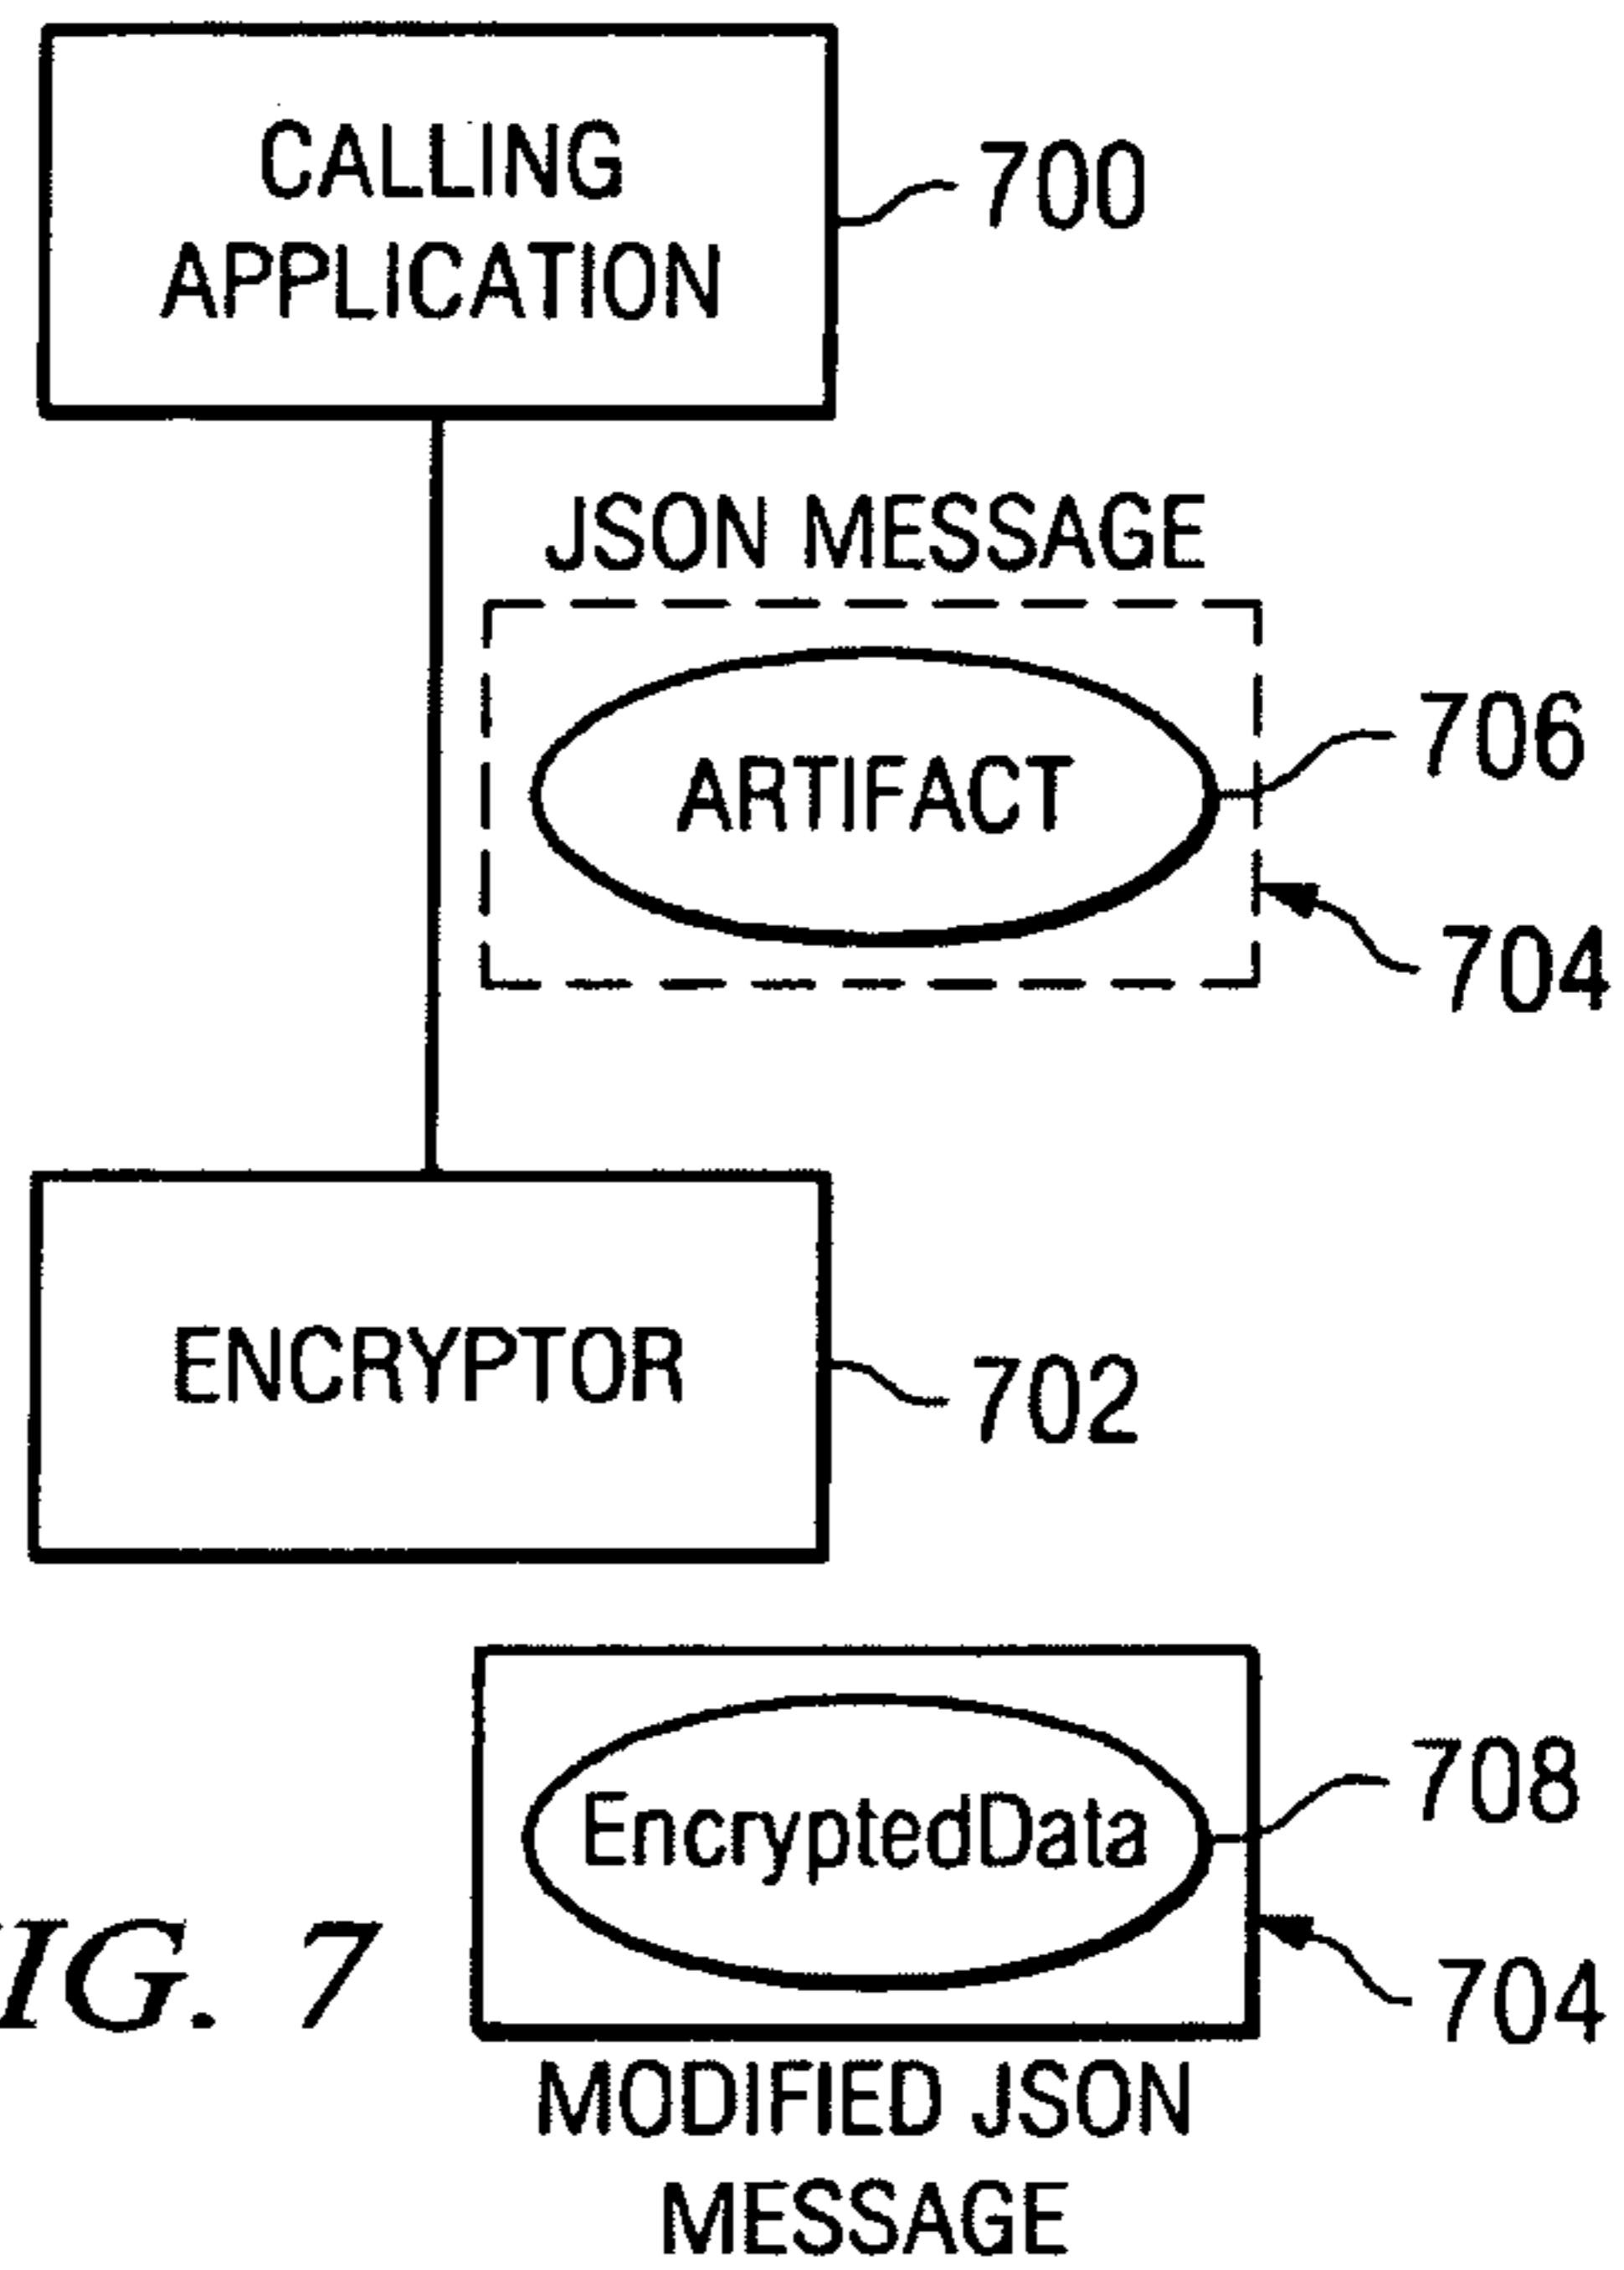 CALLING
APPLICATION
700
JSON MESSAGE
ARTIFACT
706
704
ENCRYPTOR
702
EncryptedData
708
704
IG. 7
MODIFIED JSON
MESSAGE